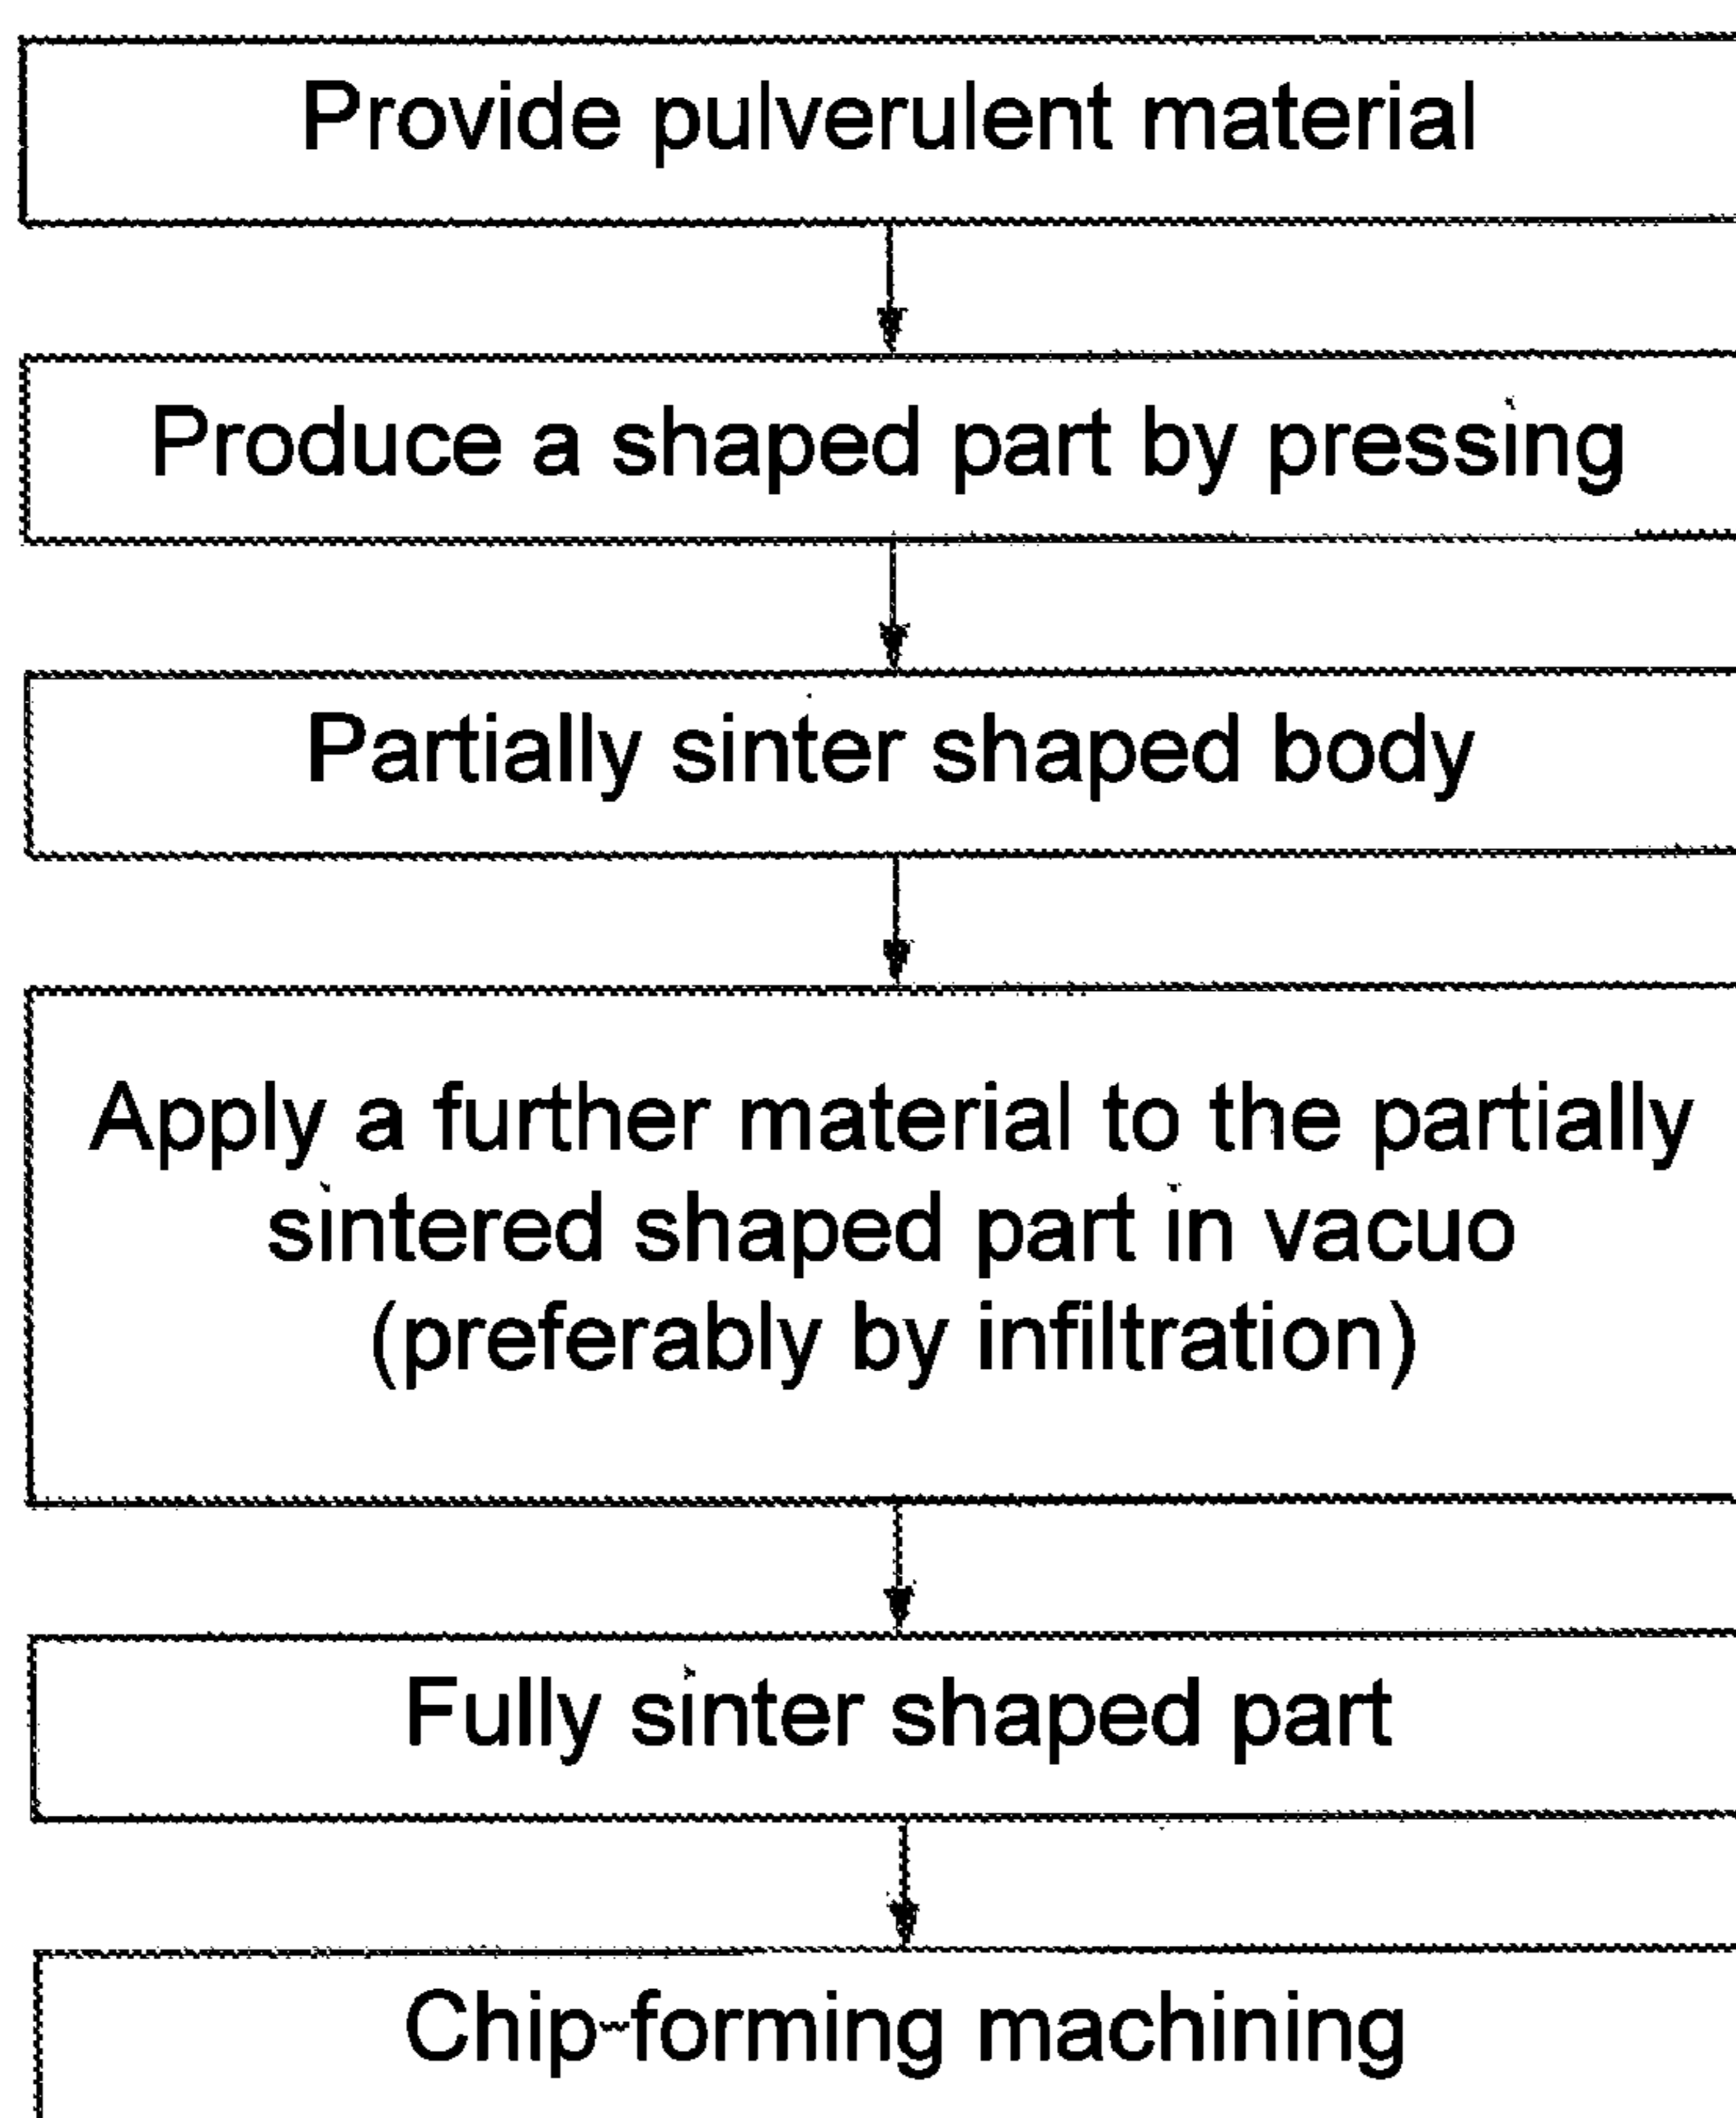 Provide pulverulent material
Produce a shaped part by pressing
Partially sinter shaped body
Apply a further material to the partially
sintered shaped part in vacuo
(preferably by infiltration)
Fully sinter shaped part
Chip-forming machining